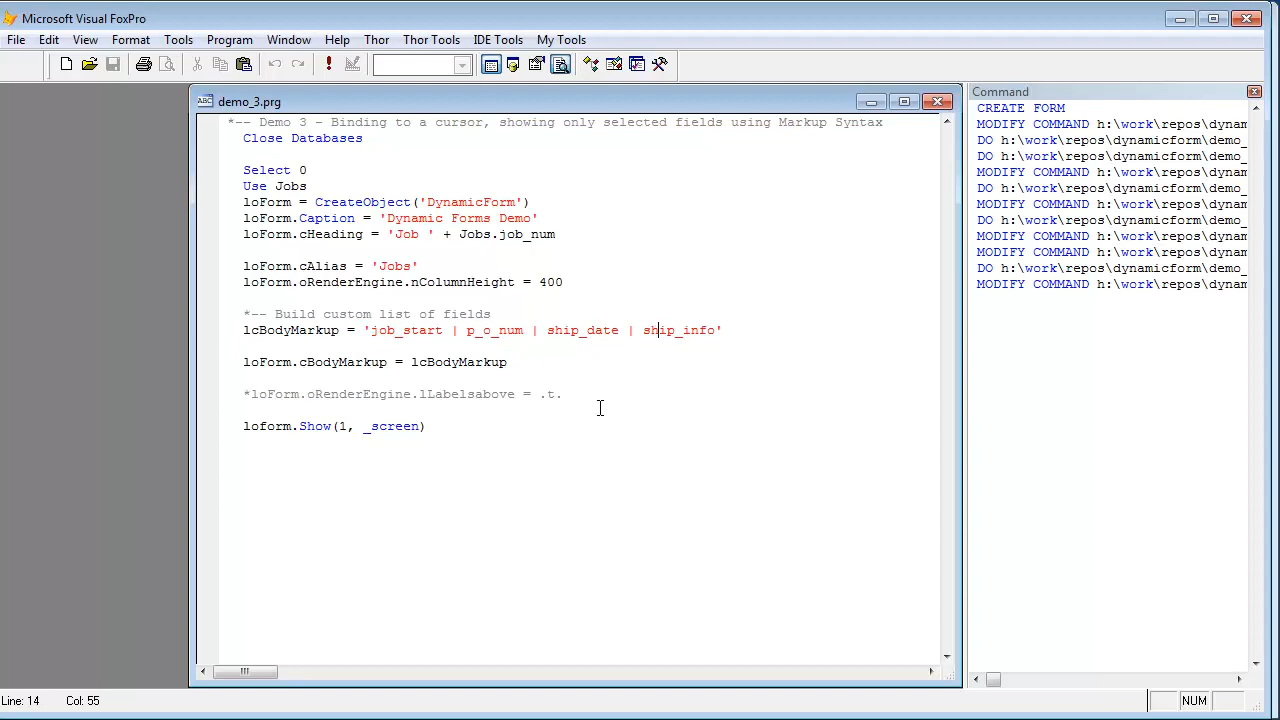 Microsoft Visual FoxPro
File Edit View Format Tools Program Window Help Thor Thor Tools IDE Tools My Tools
ABC demo_3.prg
*-- Demo 3 - Binding to a cursor, showing only selected fields using Markup Syntax
Close Databases
Select 0
Use Jobs
loForm = CreateObject('DynamicForm')
loForm.Caption = 'Dynamic Forms Demo'
loForm.cHeading = 'Job ' + Jobs.job_num
loForm.cAlias = 'Jobs'
loForm.oRenderEngine.nColumnHeight = 400
*-- Build custom list of fields
lcBodyMarkup = 'job_start | p_o_num | ship_date | ship_info'
loForm.cBodyMarkup = lcBodyMarkup
*loForm.oRenderEngine.lLabelsabove = .t.
loform.Show(1, _screen)
Command
CREATE FORM
MODIFY COMMAND h:\work\repos\dynam
DO h:\work\repos\dynamicform\demo_
DO h:\work\repos\dynamicform\demo_
MODIFY COMMAND h:\work\repos\dynam
DO h:\work\repos\dynamicform\demo_
MODIFY COMMAND h:\work\repos\dynam
DO h:\work\repos\dynamicform\demo_
MODIFY COMMAND h:\work\repos\dynam
MODIFY COMMAND h:\work\repos\dynam
DO h:\work\repos\dynamicform\demo_
MODIFY COMMAND h:\work\repos\dynam
Line: 14 Col: 55 NUM